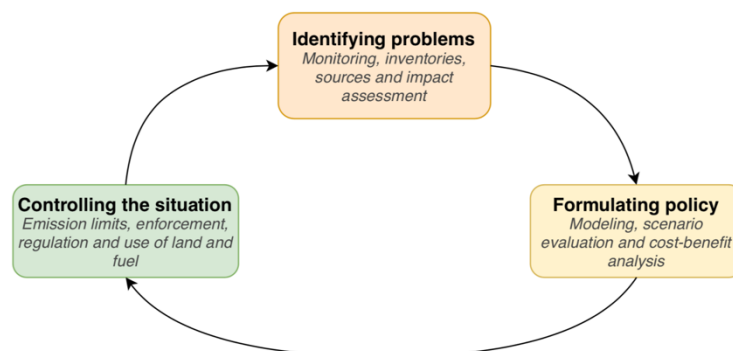 Identifying problems
Monitoring, inventories,
sources and impact
assessment
Controlling the situation
Emission limits, enforcement,
regulation and use of land and
fuel
Formulating policy
Modeling, scenario
evaluation and cost-benefit
analysis